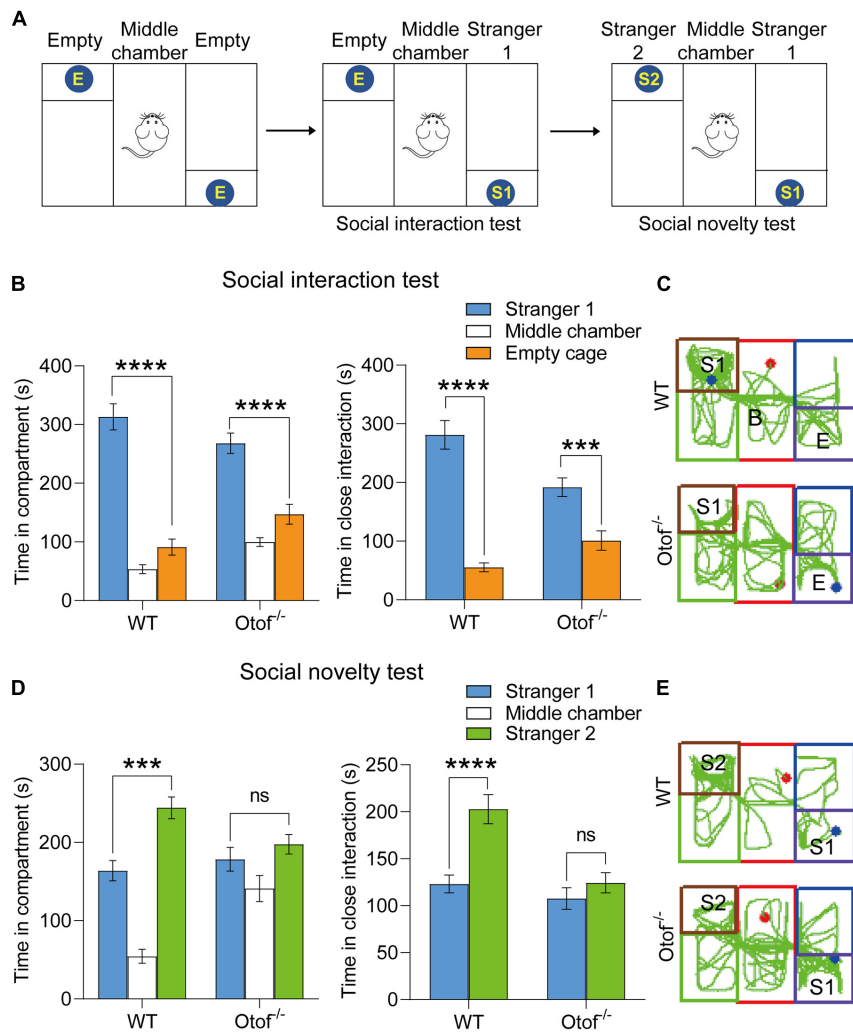 A
Empty
Middle
chamber
Empty
E
E
Empty
Middle
chamber
Stranger
1
E
S1
Social interaction test
Stranger
2
Middle
chamber
Stranger
1
S2
S1
Social novelty test
B
Social interaction test
Stranger 1
Middle chamber
Empty cage
Time in compartment (s)
400
300
200
100
0
****
****
WT
Otof-/-
Time in close interaction (s)
400
300
200
100
0
****
***
WT
Otof-/-
C
WT
S1
B
E
Otof-/-
S1
E
D
Social novelty test
Stranger 1
Middle chamber
Stranger 2
Time in compartment (s)
300
200
100
0
***
ns
WT
Otof-/-
Time in close interaction (s)
250
200
150
100
50
0
****
ns
WT
Otof-/-
E
WT
S2
S1
Otof-/-
S2
S1